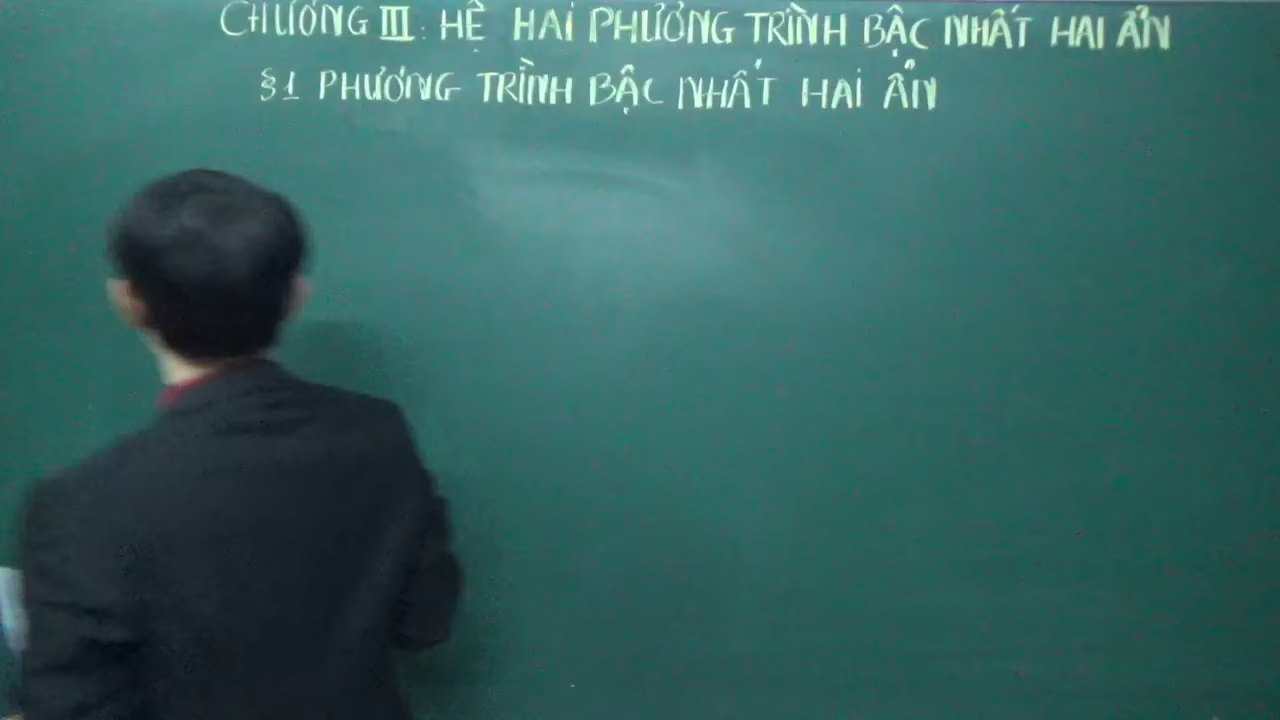 CHƯƠNG III: HỆ HAI PHƯƠNG TRÌNH BẬC NHẤT HAI ẨN
§1 PHƯƠNG TRÌNH BẬC NHẤT HAI ẨN